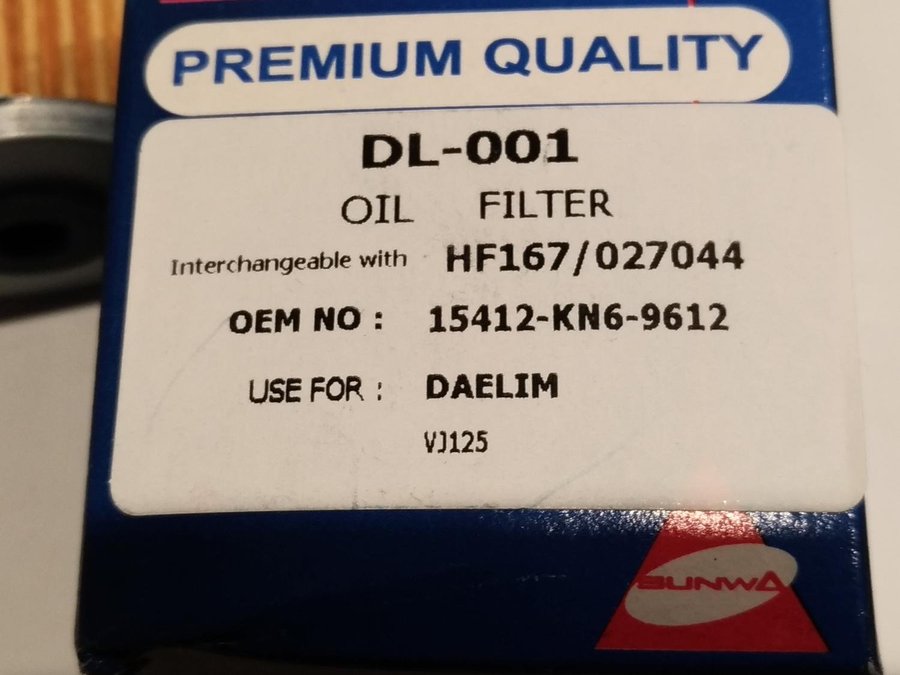 PREMIUM QUALITY
DL-001
OIL FILTER
Interchangeable with HF167/027044
OEM NO : 15412-KN6-9612
USE FOR : DAELIM
VJ125
SUNWA